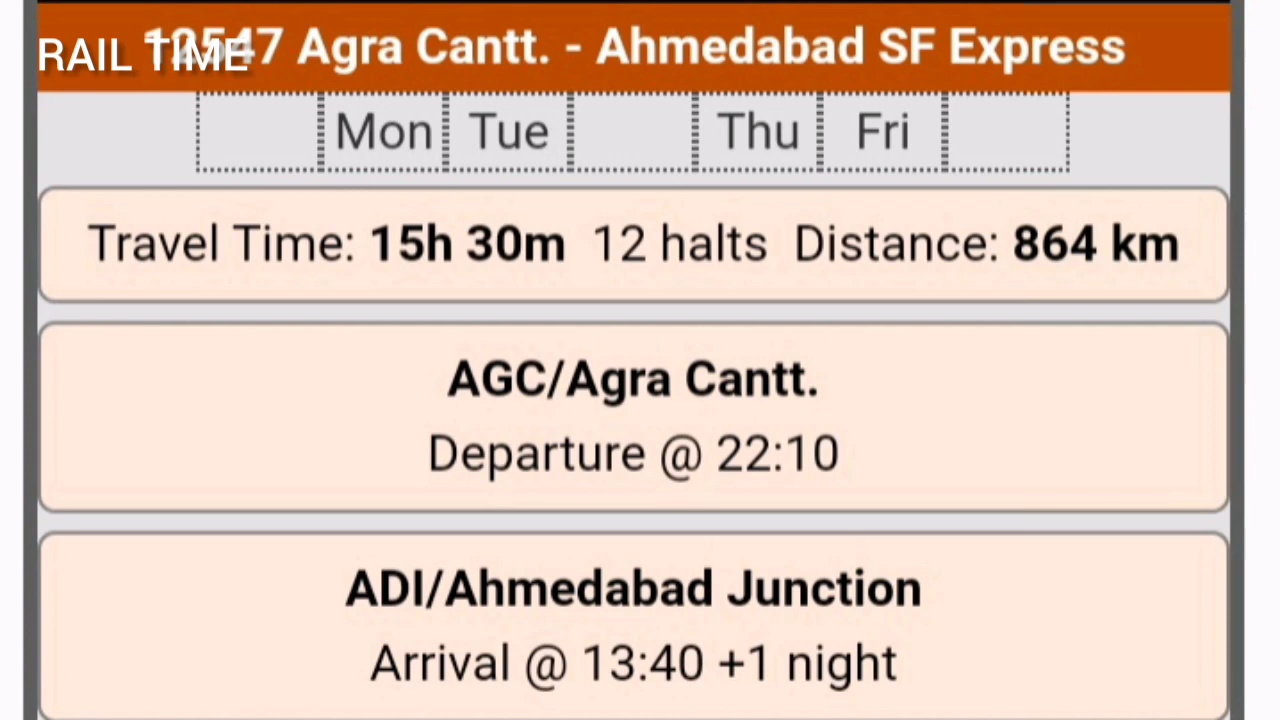 RAIL TIME
12547 Agra Cantt. - Ahmedabad SF Express
Mon Tue Thu Fri
Travel Time: 15h 30m 12 halts Distance: 864 km
AGC/Agra Cantt.
Departure @ 22:10
ADI/Ahmedabad Junction
Arrival @ 13:40 +1 night